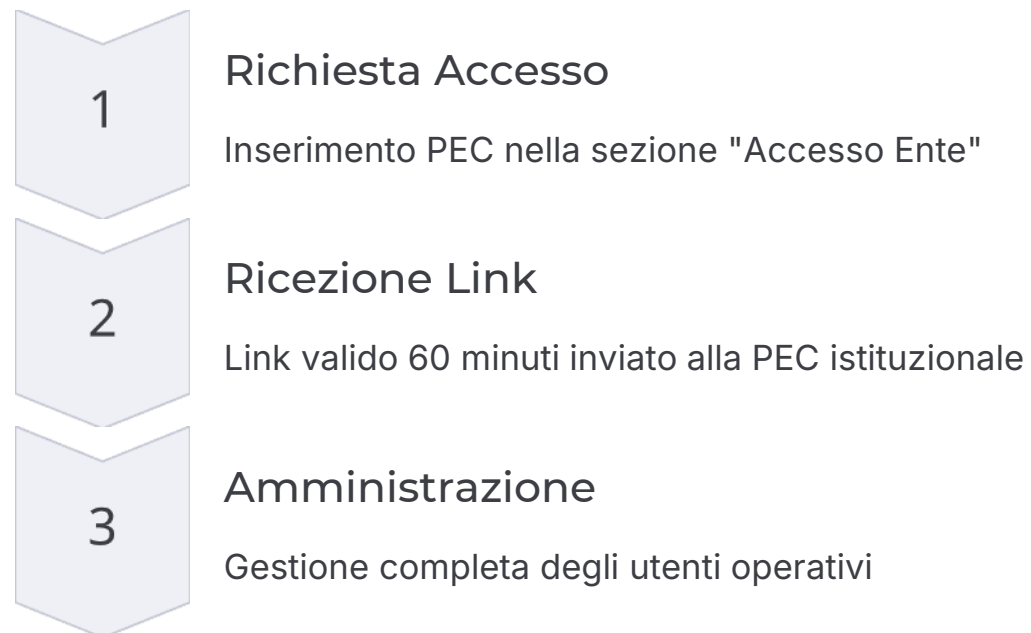 1
Richiesta Accesso
Inserimento PEC nella sezione "Accesso Ente"
2
Ricezione Link
Link valido 60 minuti inviato alla PEC istituzionale
3
Amministrazione
Gestione completa degli utenti operativi